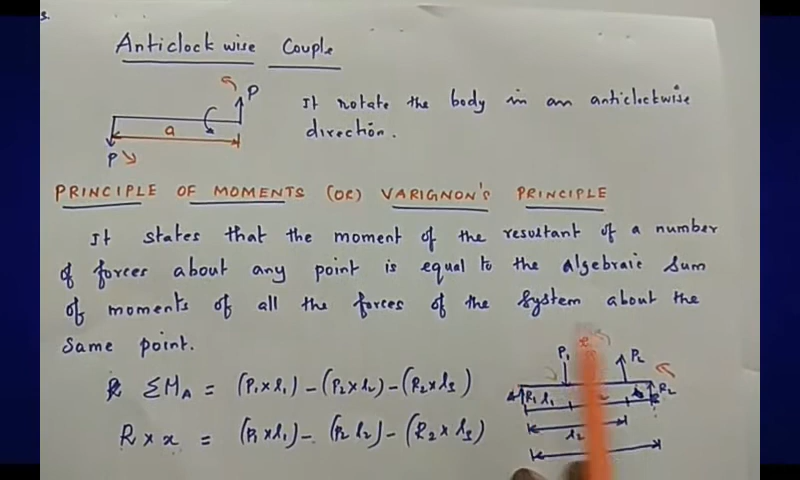 3.
Anticlockwise Couple
P
It rotate the body in an anticlockwise
a
direction.
P
PRINCIPLE OF MOMENTS (OR) VARIGNON'S PRINCIPLE
It states that the moment of the resultant of a number
of forces about any point is equal to the algebraic sum
of moments of all the forces of the system about the
same point.
P1 P2
ΣMA = (P1×l1) – (P2×l2) – (R2×l3)
A R1 l1 R2
R × x = (P1×l1) – (P2 l2) – (R2×l3)
l2